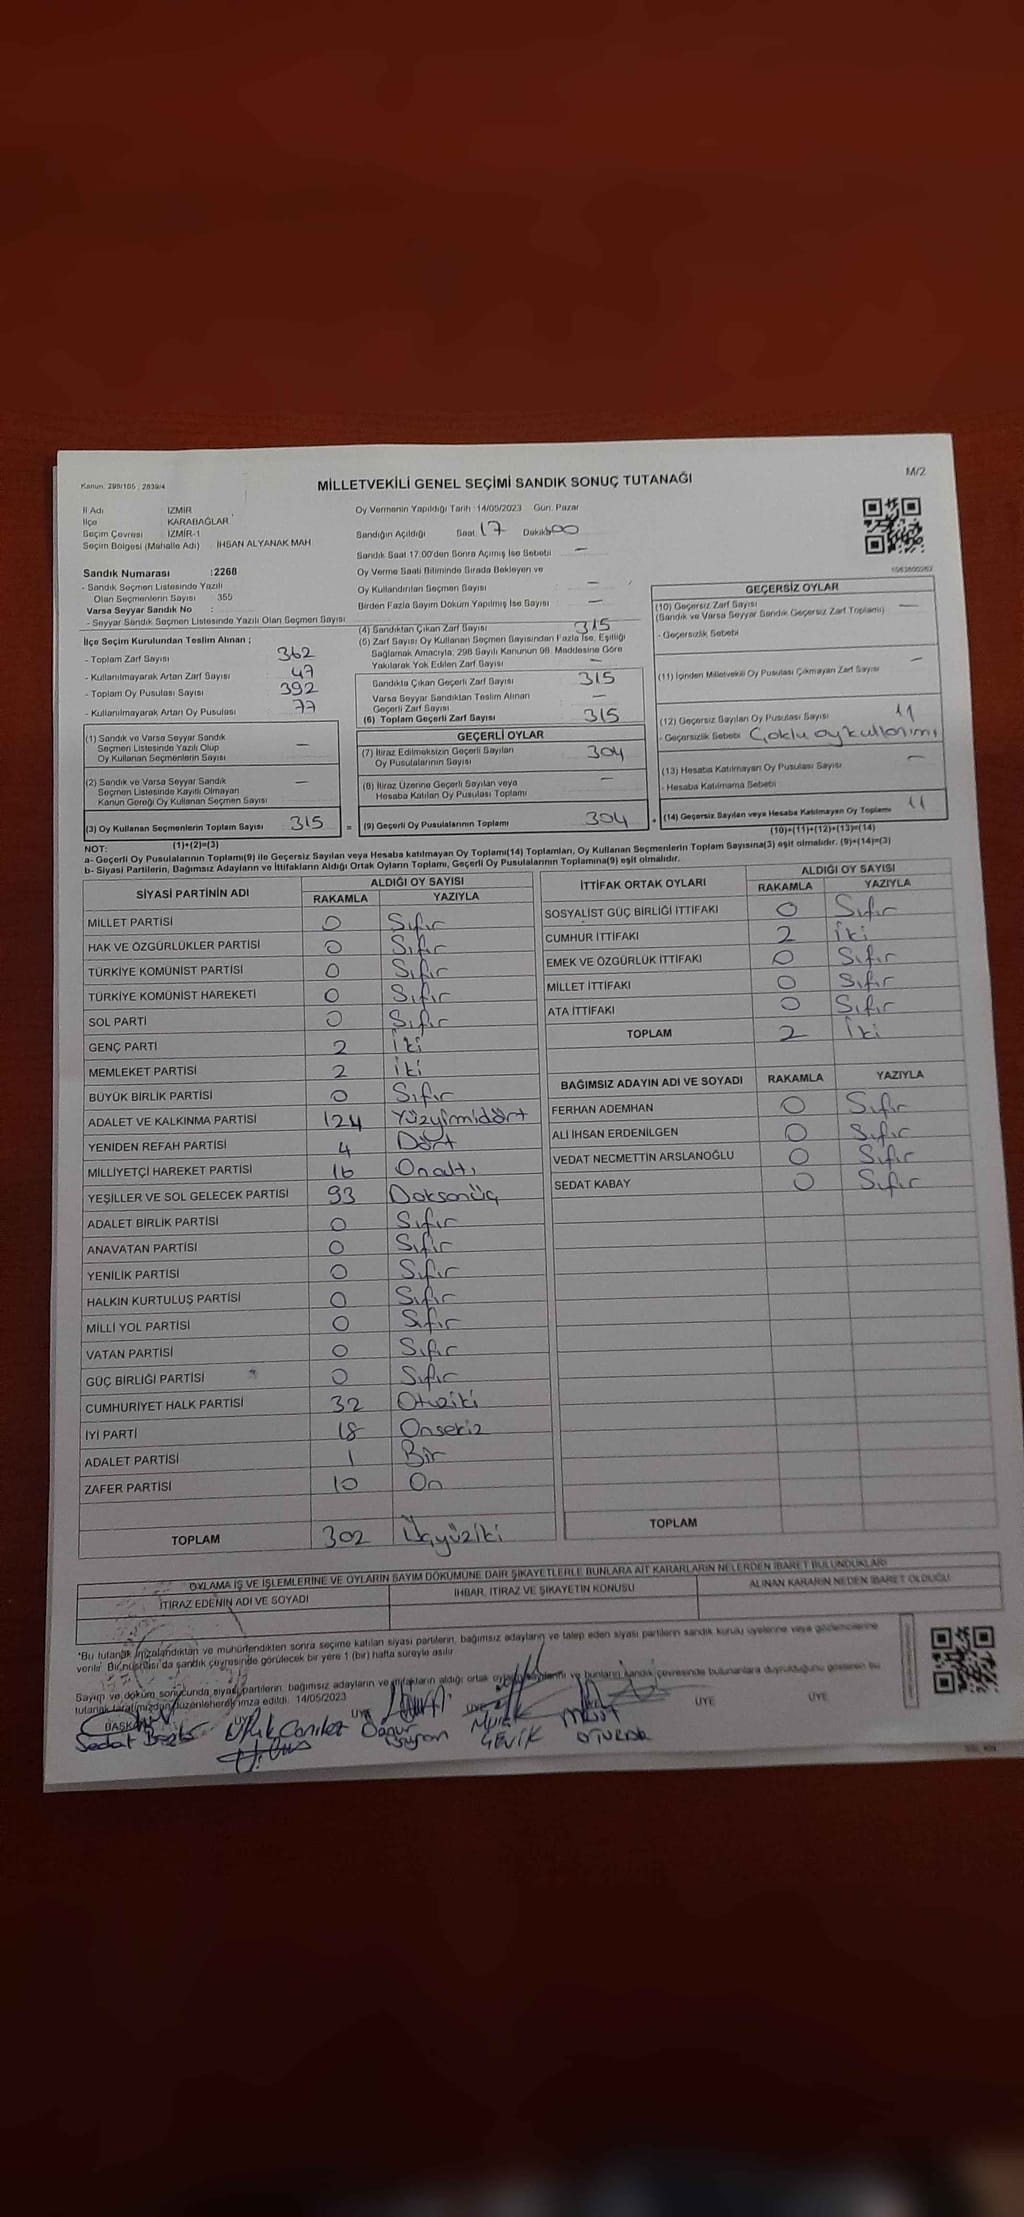 Kanun: 298/105 , 2839/4
MİLLETVEKİLİ GENEL SEÇİMİ SANDIK SONUÇ TUTANAĞI
M/2
İl Adı İZMİR
İlçe KARABAĞLAR
Seçim Çevresi İZMİR-1
Seçim Bölgesi (Mahalle Adı) : İHSAN ALYANAK MAH.
Sandık Numarası : 2268
- Sandık Seçmen Listesinde Yazılı
Olan Seçmenlerin Sayısı : 355
Varsa Seyyar Sandık No :
- Seyyar Sandık Seçmen Listesinde Yazılı Olan Seçmen Sayısı
İlçe Seçim Kurulundan Teslim Alınan ;
- Toplam Zarf Sayısı 362
- Kullanılmayarak Artan Zarf Sayısı 47
- Toplam Oy Pusulası Sayısı 392
- Kullanılmayarak Artan Oy Pusulası 77
(1) Sandık ve Varsa Seyyar Sandık
Seçmen Listesinde Yazılı Olup
Oy Kullanan Seçmenlerin Sayısı —
(2) Sandık ve Varsa Seyyar Sandık
Seçmen Listesinde Kayıtlı Olmayan
Kanun Gereği Oy Kullanan Seçmen Sayısı —
(3) Oy Kullanan Seçmenlerin Toplam Sayısı 315 =
(1)+(2)=(3)
Oy Vermenin Yapıldığı Tarih : 14/05/2023 Gün: Pazar
Sandığın Açıldığı Saat 17 Dakika 00
Sandık Saat 17:00'den Sonra Açılmış İse Sebebi —
Oy Verme Saati Bitiminde Sırada Bekleyen ve
Oy Kullandırılan Seçmen Sayısı —
Birden Fazla Sayım Döküm Yapılmış İse Sayısı —
(4) Sandıktan Çıkan Zarf Sayısı 315
(5) Zarf Sayısı Oy Kullanan Seçmen Sayısından Fazla İse, Eşitliği
Sağlamak Amacıyla, 298 Sayılı Kanunun 98. Maddesine Göre
Yakılarak Yok Edilen Zarf Sayısı —
Sandıkta Çıkan Geçerli Zarf Sayısı 315
Varsa Seyyar Sandıktan Teslim Alınan
Geçerli Zarf Sayısı —
(6) Toplam Geçerli Zarf Sayısı 315
GEÇERLİ OYLAR
(7) İtiraz Edilmeksizin Geçerli Sayılan
Oy Pusulalarının Sayısı 304
(8) İtiraz Üzerine Geçerli Sayılan veya
Hesaba Katılan Oy Pusulası Toplamı —
(9) Geçerli Oy Pusulalarının Toplamı 304 +
1063800262
GEÇERSİZ OYLAR
(10) Geçersiz Zarf Sayısı —
(Sandık ve Varsa Seyyar Sandık Geçersiz Zarf Toplamı)
- Geçersizlik Sebebi
(11) İçinden Milletvekili Oy Pusulası Çıkmayan Zarf Sayısı —
(12) Geçersiz Sayılan Oy Pusulası Sayısı 11
- Geçersizlik Sebebi Çoklu oy kullanımı
(13) Hesaba Katılmayan Oy Pusulası Sayısı —
- Hesaba Katılmama Sebebi
(14) Geçersiz Sayılan veya Hesaba Katılmayan Oy Toplamı 11
(10)+(11)+(12)+(13)=(14)
NOT:
a- Geçerli Oy Pusulalarının Toplamı(9) ile Geçersiz Sayılan veya Hesaba katılmayan Oy Toplamı(14) Toplamları, Oy Kullanan Seçmenlerin Toplam Sayısına(3) eşit olmalıdır. (9)+(14)=(3)
b- Siyasi Partilerin, Bağımsız Adayların ve İttifakların Aldığı Ortak Oyların Toplamı, Geçerli Oy Pusulalarının Toplamına(9) eşit olmalıdır.
SİYASİ PARTİNİN ADI ALDIĞI OY SAYISI
RAKAMLA YAZIYLA
MİLLET PARTİSİ 0 Sıfır
HAK VE ÖZGÜRLÜKLER PARTİSİ 0 Sıfır
TÜRKİYE KOMÜNİST PARTİSİ 0 Sıfır
TÜRKİYE KOMÜNİST HAREKETİ 0 Sıfır
SOL PARTİ 0 Sıfır
GENÇ PARTİ 2 İki
MEMLEKET PARTİSİ 2 İki
BÜYÜK BİRLİK PARTİSİ 0 Sıfır
ADALET VE KALKINMA PARTİSİ 124 Yüzyirmidört
YENİDEN REFAH PARTİSİ 4 Dört
MİLLİYETÇİ HAREKET PARTİSİ 16 Onaltı
YEŞİLLER VE SOL GELECEK PARTİSİ 93 Doksanüç
ADALET BİRLİK PARTİSİ 0 Sıfır
ANAVATAN PARTİSİ 0 Sıfır
YENİLİK PARTİSİ 0 Sıfır
HALKIN KURTULUŞ PARTİSİ 0 Sıfır
MİLLİ YOL PARTİSİ 0 Sıfır
VATAN PARTİSİ 0 Sıfır
GÜÇ BİRLİĞİ PARTİSİ 0 Sıfır
CUMHURİYET HALK PARTİSİ 32 Otuziki
İYİ PARTİ 18 Onsekiz
ADALET PARTİSİ 1 Bir
ZAFER PARTİSİ 10 On
TOPLAM 302 Üçyüziki
İTTİFAK ORTAK OYLARI ALDIĞI OY SAYISI
RAKAMLA YAZIYLA
SOSYALİST GÜÇ BİRLİĞİ İTTİFAKI 0 Sıfır
CUMHUR İTTİFAKI 2 İki
EMEK VE ÖZGÜRLÜK İTTİFAKI 0 Sıfır
MİLLET İTTİFAKI 0 Sıfır
ATA İTTİFAKI 0 Sıfır
TOPLAM 2 İki
BAĞIMSIZ ADAYIN ADI VE SOYADI RAKAMLA YAZIYLA
FERHAN ADEMHAN 0 Sıfır
ALİ İHSAN ERDENİLGEN 0 Sıfır
VEDAT NECMETTİN ARSLANOĞLU 0 Sıfır
SEDAT KABAY 0 Sıfır
TOPLAM
OYLAMA İŞ VE İŞLEMLERİNE VE OYLARIN SAYIM DÖKÜMÜNE DAİR ŞİKAYETLERLE BUNLARA AİT KARARLARIN NELERDEN İBARET BULUNDUKLARI
İTİRAZ EDENİN ADI VE SOYADI İHBAR, İTİRAZ VE ŞİKAYETİN KONUSU ALINAN KARARIN NEDEN İBARET OLDUĞU
"Bu tutanak imzalandıktan ve mühürlendikten sonra seçime katılan siyasi partilerin, bağımsız adayların ve talep eden siyasi partilerin sandık kurulu üyelerine veya gözlemcilerine
verilir. Bir nüshası da sandık çevresinde görülecek bir yere 1 (bir) hafta süreyle asılır.
Sayım ve döküm sonucunda siyasi partilerin, bağımsız adayların ve ittifakların aldığı ortak oy sayılarını ve bunların sandık çevresinde bulunanlara duyurulduğunu gösteren bu
tutanak tarafımızdan düzenlenerek imza edildi. 14/05/2023
BAŞKAN ÜYE ÜYE ÜYE ÜYE
Sedat Onur GEVİK OTURAK